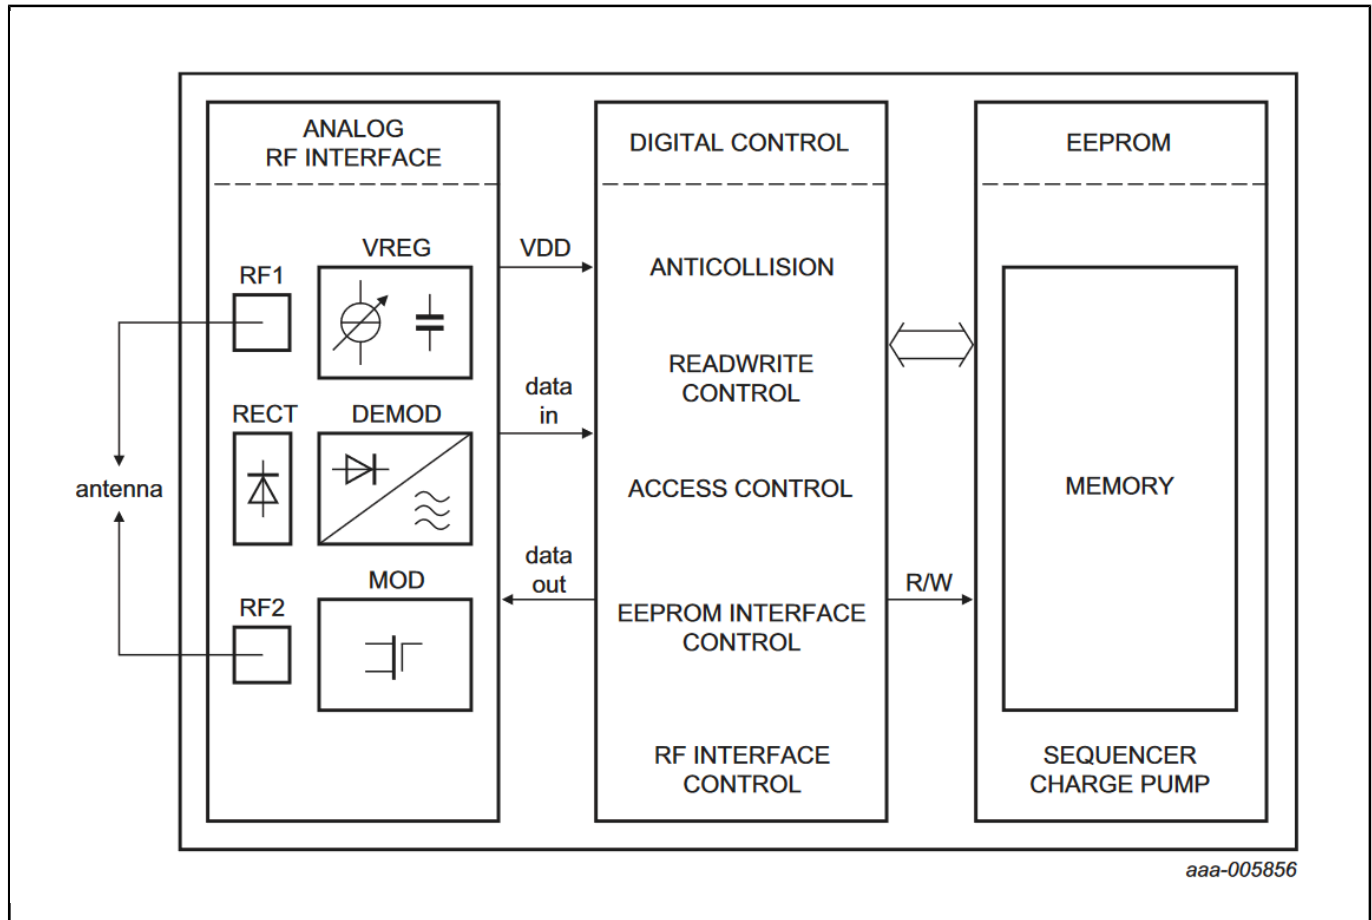 ANALOG
RF INTERFACE
DIGITAL CONTROL
EEPROM
VREG
RF1
VDD
ANTICOLLISION
READWRITE
CONTROL
RECT
DEMOD
data
in
antenna
ACCESS CONTROL
MEMORY
MOD
RF2
data
out
EEPROM INTERFACE
CONTROL
R/W
RF INTERFACE
CONTROL
SEQUENCER
CHARGE PUMP
aaa-005856